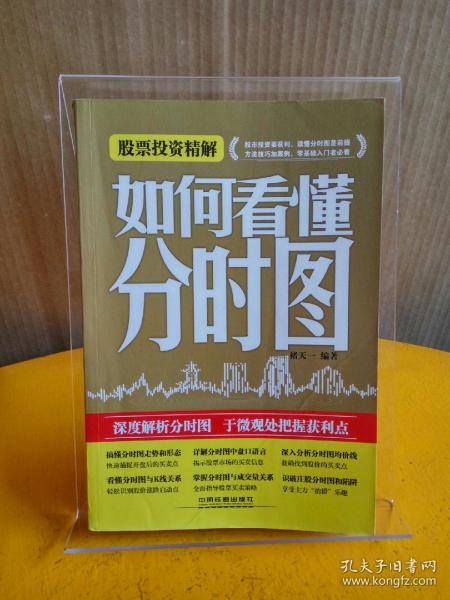 股票投资精解
股市投资要获利，读懂分时图是前提
方法技巧加案例，零基础入门者必看
如何看懂
分时图
褚天一 编著
深度解析分时图 于微观处把握获利点
搞懂分时图走势和形态
快速捕捉开盘后的买卖点
详解分时图中盘口语言
揭示股票市场的买卖信息
深入分析分时图均价线
准确找到股价的买卖点
看懂分时图与K线关系
轻松识别股价涨跌启动点
掌握分时图与成交量关系
全面指导股票买卖策略
识破庄股分时图和陷阱
享受主力“抬轿”乐趣
中国铁道出版社
孔夫子旧书网
www.kongfz.com